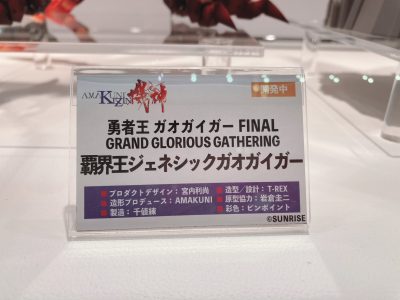 AMAKUNI KIZIN 機神
開発中
勇者王 ガオガイガー FINAL
GRAND GLORIOUS GATHERING
覇界王ジェネシックガオガイガー
■プロダクトデザイン：宮内利尚
■造形／設計：T-REX
■造形プロデュース：AMAKUNI
■原型協力：岩倉圭二
■製造：千値練
■彩色：ピンポイント
©SUNRISE